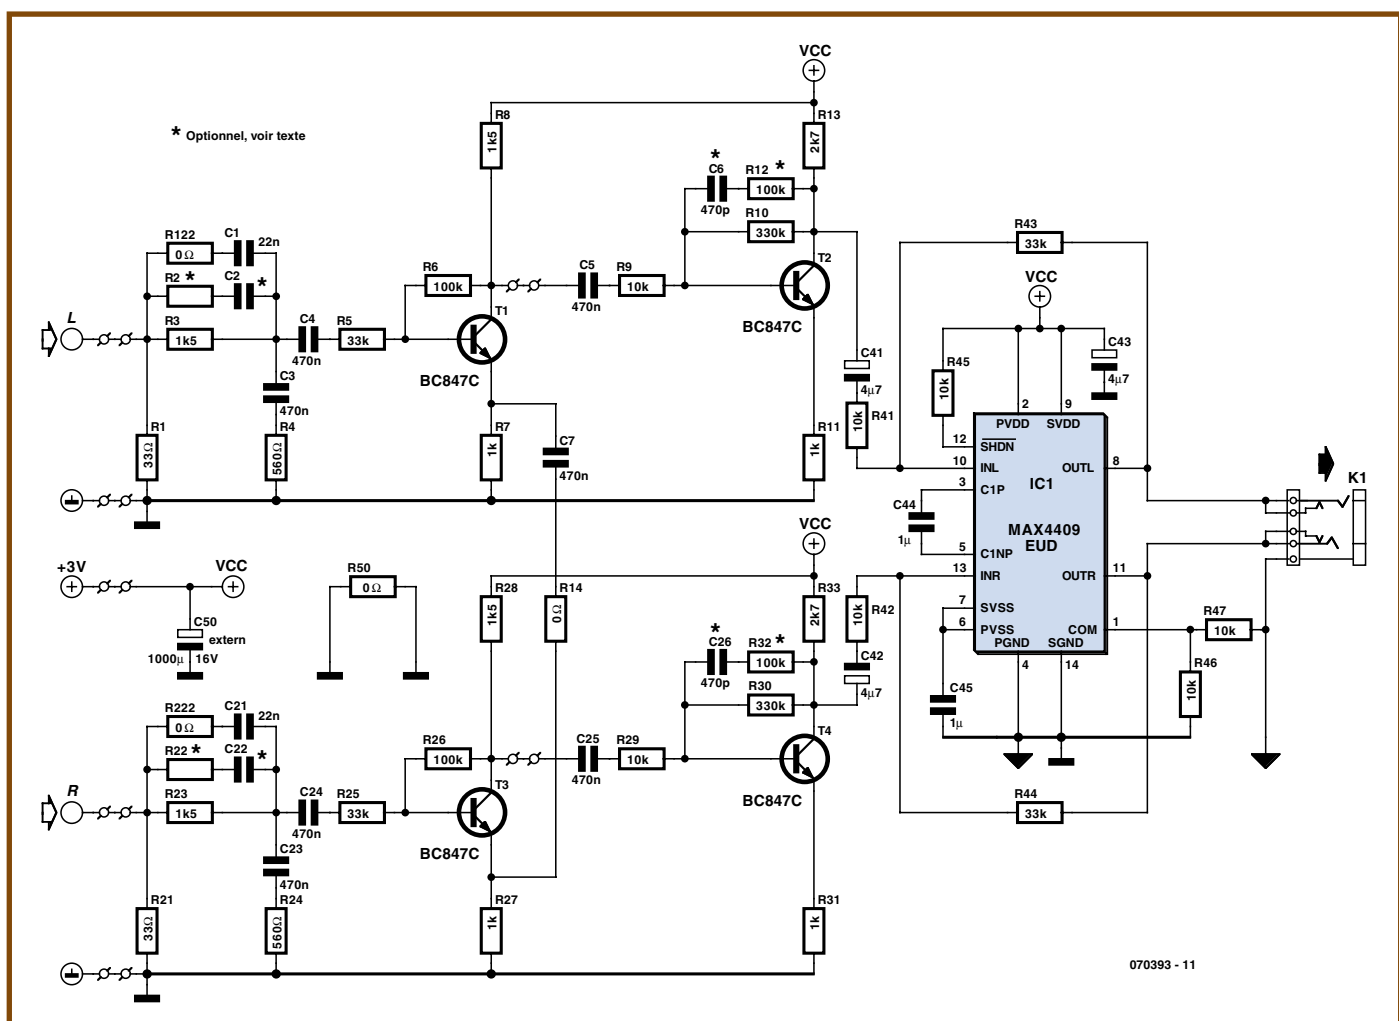 VCC
R8
1k5
R13
2k7
* Optionnel, voir texte
*
C6
470p
R12 *
100k
R10
330k
R122
0Ω
C1
22n
R2 *
C2
*
R3
1k5
L
C4
470n
R5
33k
R6
100k
T1
BC847C
C5
470n
R9
10k
T2
BC847C
C3
470n
R1
33Ω
R4
560Ω
R7
1k
C7
470n
R11
1k
C41
4µ7
R41
10k
R43
33k
VCC
R45
10k
C43
4µ7
2
PVDD
9
SVDD
12
SHDN
10
INL
OUTL
8
3
C1P
IC1
C44
1µ
MAX4409
EUD
5
C1NP
13
INR
OUTR
11
7
SVSS
6
PVSS
COM
1
PGND
SGND
4
14
K1
R47
10k
R46
10k
C45
1µ
R44
33k
+3V
VCC
C50
extern
1000µ
16V
R50
0Ω
VCC
R28
1k5
R14
0Ω
R33
2k7
R42
10k
C42
4µ7
*
C26
470p
R32 *
100k
R30
330k
R222
0Ω
C21
22n
R22 *
C22
*
R23
1k5
R
C24
470n
R25
33k
R26
100k
T3
BC847C
C25
470n
R29
10k
T4
BC847C
C23
470n
R21
33Ω
R24
560Ω
R27
1k
R31
1k
070393 - 11